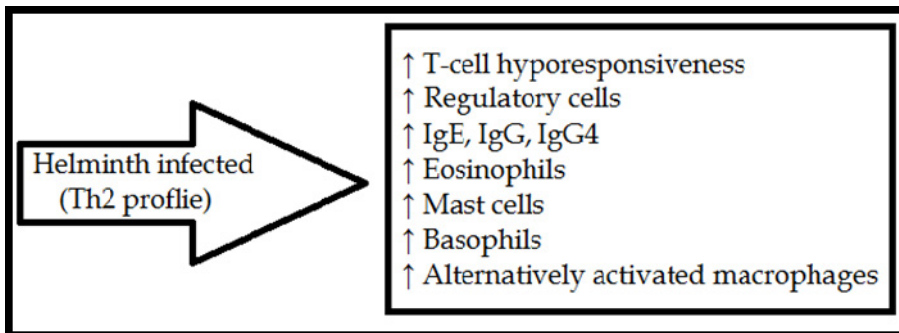 Helminth infected
(Th2 proflie)
↑ T-cell hyporesponsiveness
↑ Regulatory cells
↑ IgE, IgG, IgG4
↑ Eosinophils
↑ Mast cells
↑ Basophils
↑ Alternatively activated macrophages